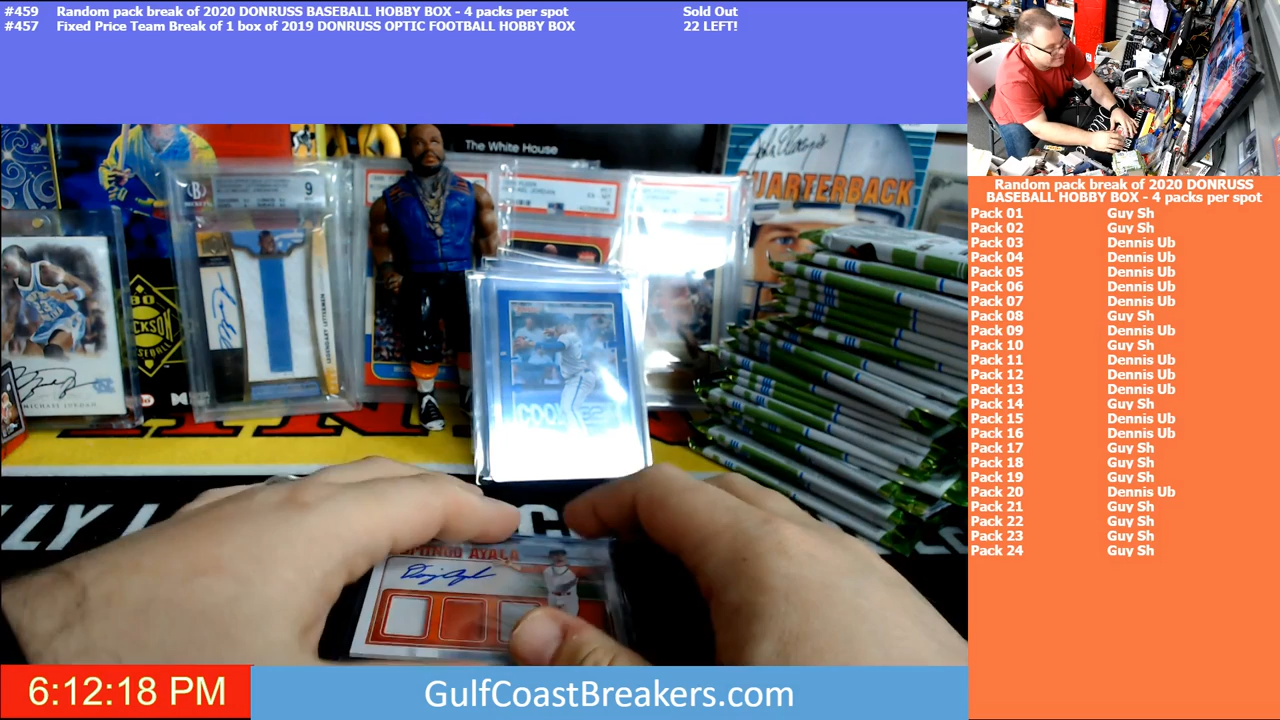 #459 Random pack break of 2020 DONRUSS BASEBALL HOBBY BOX - 4 packs per spot Sold Out
#457 Fixed Price Team Break of 1 box of 2019 DONRUSS OPTIC FOOTBALL HOBBY BOX 22 LEFT!
The White House
QUARTERBACK
9
LEGENDARY LETTERMEN
MICHAEL JORDAN
DOMINGO AYALA
Random pack break of 2020 DONRUSS
BASEBALL HOBBY BOX - 4 packs per spot
Pack 01 Guy Sh
Pack 02 Guy Sh
Pack 03 Dennis Ub
Pack 04 Dennis Ub
Pack 05 Dennis Ub
Pack 06 Dennis Ub
Pack 07 Dennis Ub
Pack 08 Guy Sh
Pack 09 Dennis Ub
Pack 10 Guy Sh
Pack 11 Dennis Ub
Pack 12 Dennis Ub
Pack 13 Dennis Ub
Pack 14 Guy Sh
Pack 15 Dennis Ub
Pack 16 Dennis Ub
Pack 17 Guy Sh
Pack 18 Guy Sh
Pack 19 Guy Sh
Pack 20 Dennis Ub
Pack 21 Guy Sh
Pack 22 Guy Sh
Pack 23 Guy Sh
Pack 24 Guy Sh
6:12:18 PM
GulfCoastBreakers.com